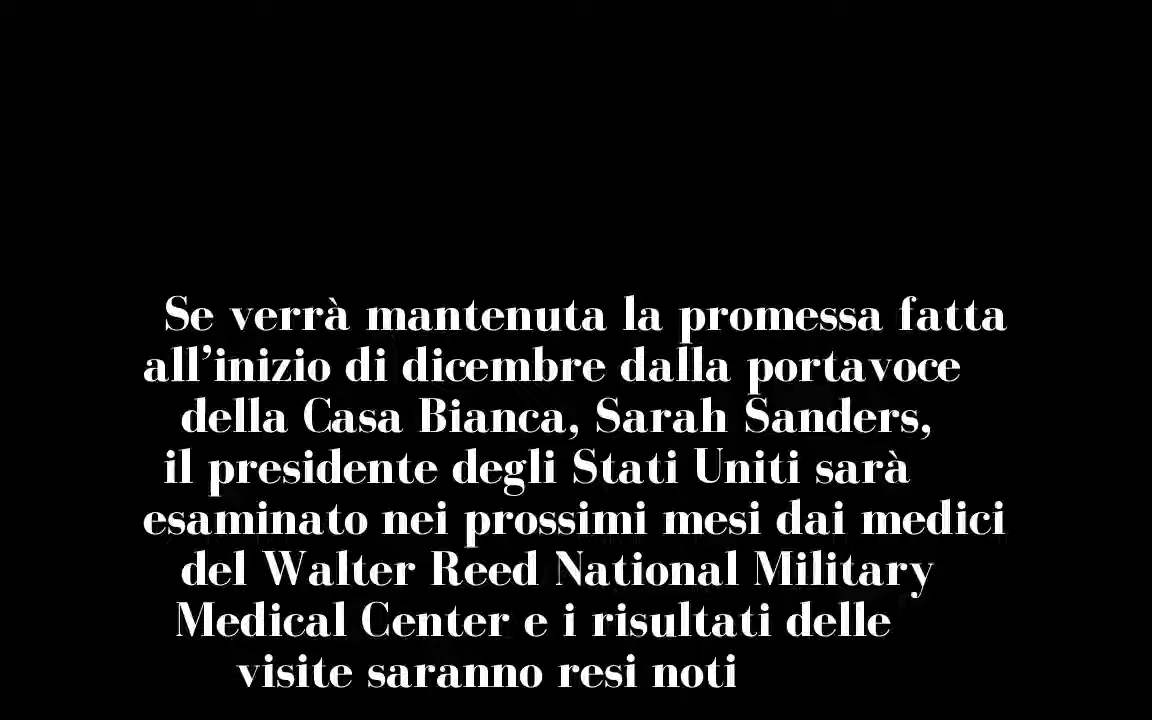 Se verrà mantenuta la promessa fatta
all’inizio di dicembre dalla portavoce
della Casa Bianca, Sarah Sanders,
il presidente degli Stati Uniti sarà
esaminato nei prossimi mesi dai medici
del Walter Reed National Military
Medical Center e i risultati delle
visite saranno resi noti